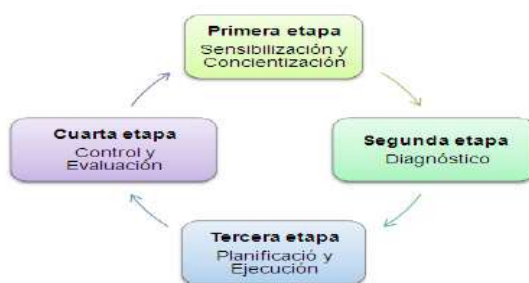 Primera etapa
Sensibilización y
Concientización
Segunda etapa
Diagnóstico
Tercera etapa
Planificació y
Ejecución
Cuarta etapa
Control y
Evaluación